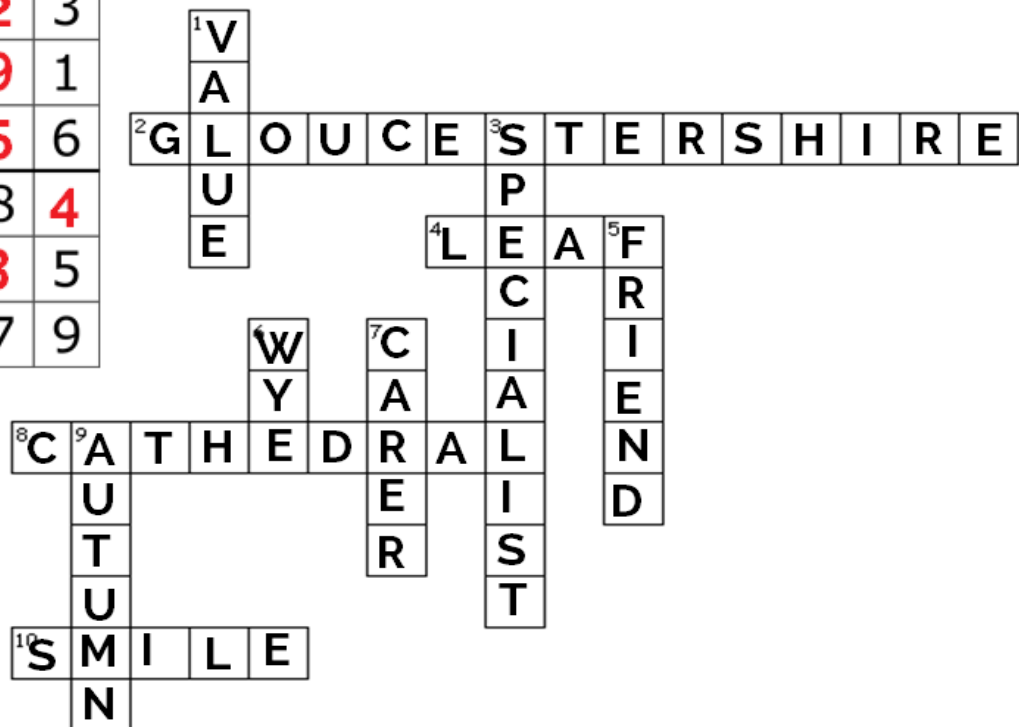 2 3
9 1
5 6
8 4
3 5
7 9
1 VALUE
2 GLOUCESTERSHIRE
3 SPECIALIST
4 LEAF
5 FRIEND
6 WYE
7 CARER
8 CATHEDRAL
9 AUTUMN
10 SMILE